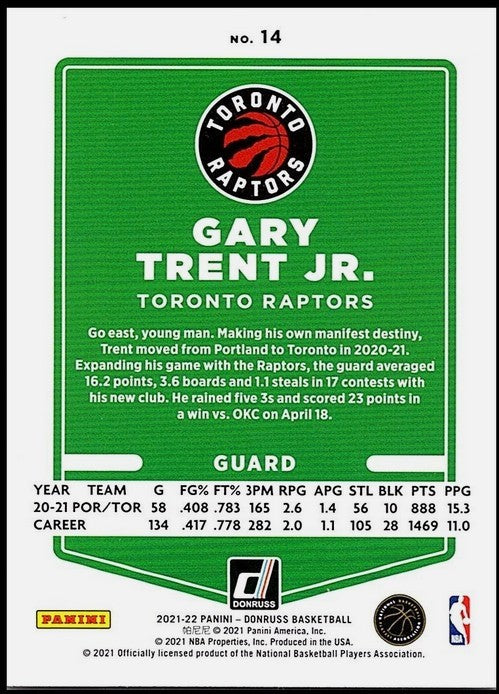 NO. 14
TORONTO
RAPTORS
GARY
TRENT JR.
TORONTO RAPTORS
Go east, young man. Making his own manifest destiny,
Trent moved from Portland to Toronto in 2020-21.
Expanding his game with the Raptors, the guard averaged
16.2 points, 3.6 boards and 1.1 steals in 17 contests with
his new club. He rained five 3s and scored 23 points in
a win vs. OKC on April 18.
GUARD
YEAR TEAM G FG% FT% 3PM RPG APG STL BLK PTS PPG
20-21 POR/TOR 58 .408 .783 165 2.6 1.4 56 10 888 15.3
CAREER 134 .417 .778 282 2.0 1.1 105 28 1469 11.0
DONRUSS
PANINI
2021-22 PANINI – DONRUSS BASKETBALL
帕尼尼 © 2021 Panini America, Inc.
© 2021 NBA Properties, Inc. Produced in the USA.
© 2021 Officially licensed product of the National Basketball Players Association.
NBA